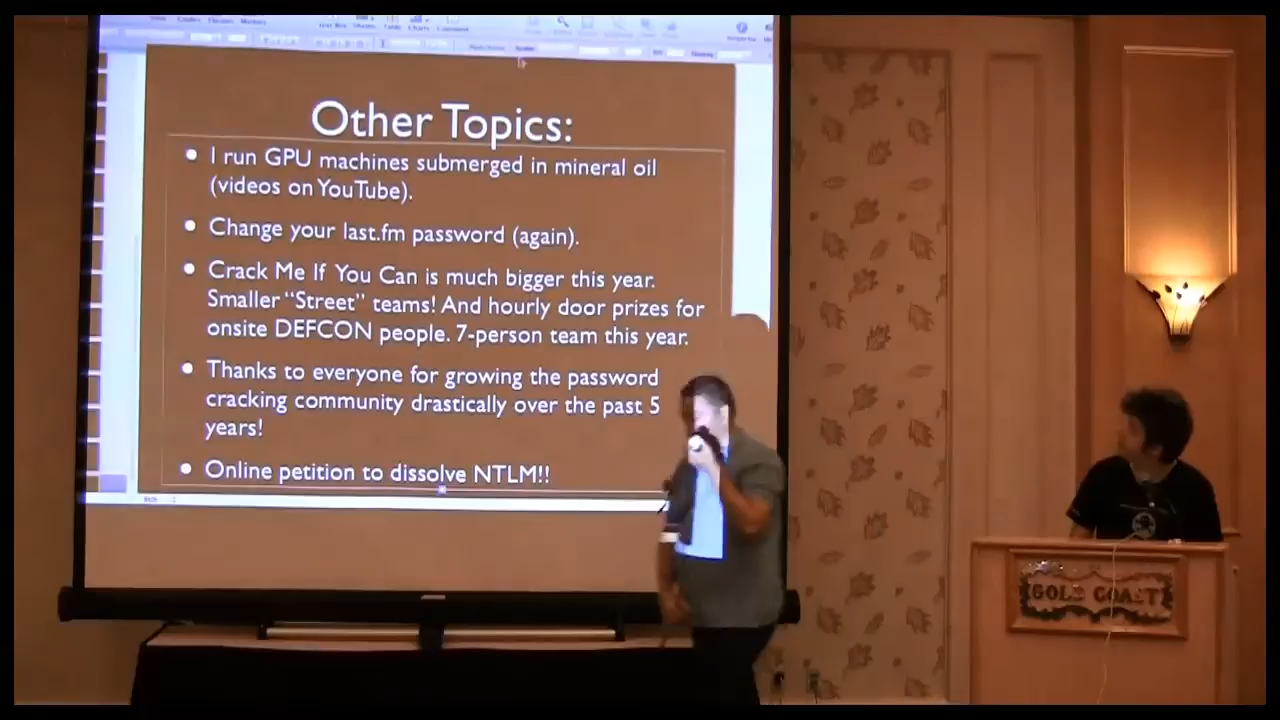 Other Topics:
• I run GPU machines submerged in mineral oil
(videos on YouTube).
• Change your last.fm password (again).
• Crack Me If You Can is much bigger this year.
Smaller “Street” teams! And hourly door prizes for
onsite DEFCON people. 7-person team this year.
• Thanks to everyone for growing the password
cracking community drastically over the past 5
years!
• Online petition to dissolve NTLM!!
GOLD COAST